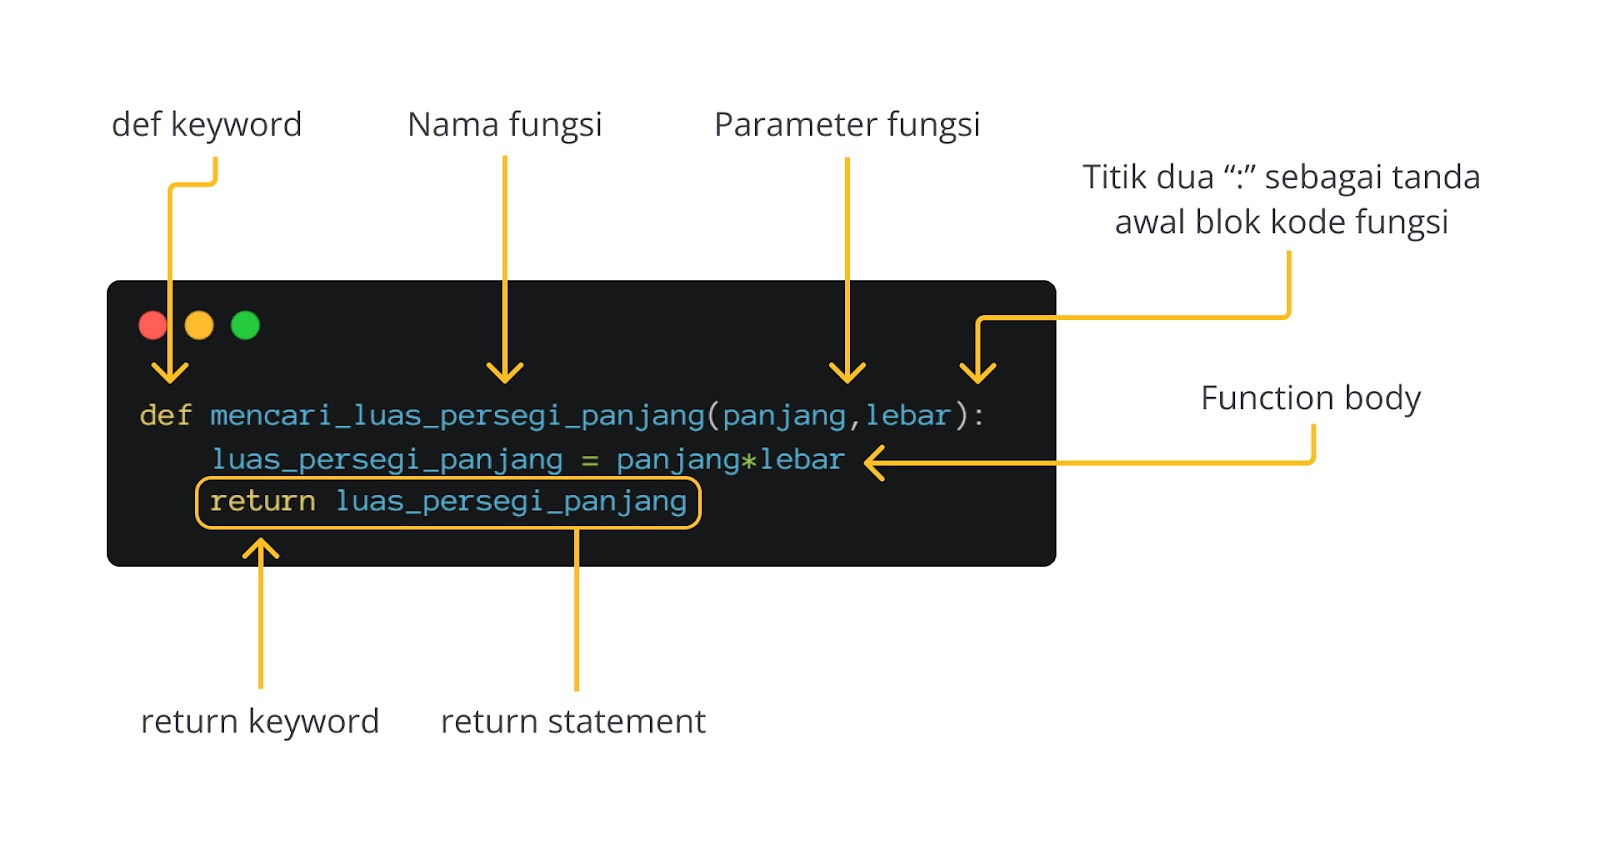 def keyword
Nama fungsi
Parameter fungsi
Titik dua “:” sebagai tanda
awal blok kode fungsi
def mencari_luas_persegi_panjang(panjang,lebar):
luas_persegi_panjang = panjang*lebar
return luas_persegi_panjang
Function body
return keyword
return statement